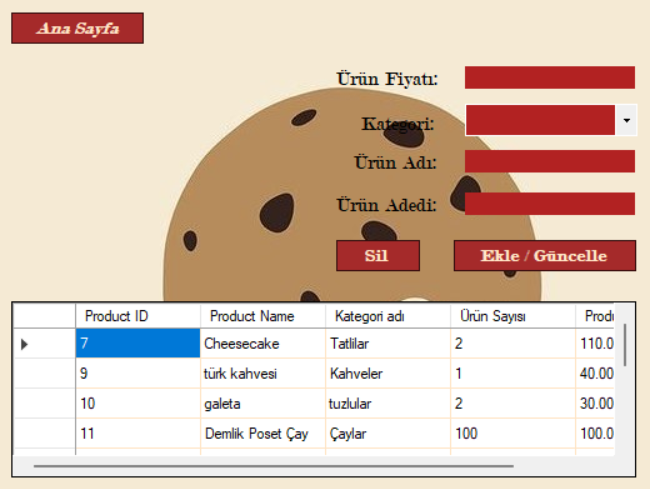 Ana Sayfa
Ürün Fiyatı:
Kategori:
Ürün Adı:
Ürün Adedi:
Sil Ekle / Güncelle
Product ID Product Name Kategori adı Ürün Sayısı
7 Cheesecake Tatlilar 2 110.0
9 türk kahvesi Kahveler 1 40.00
10 galeta tuzlular 2 30.00
11 Demlik Poset Çay Çaylar 100 100.0